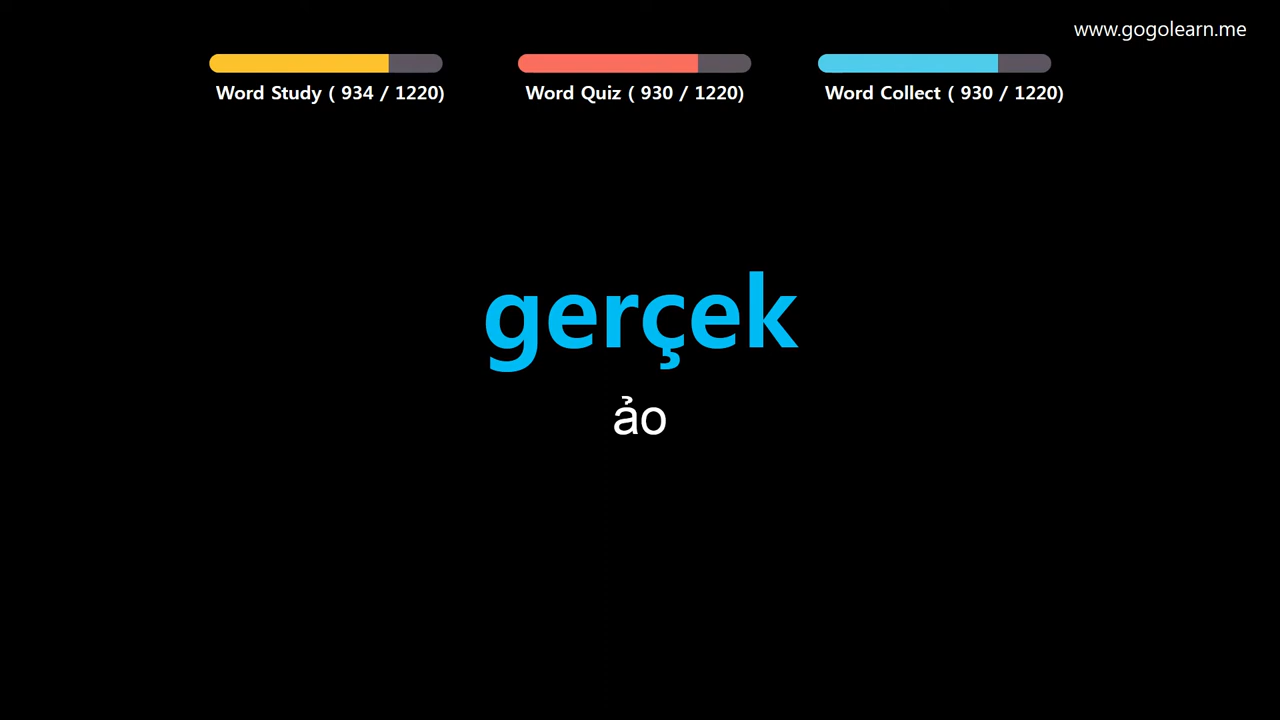 www.gogolearn.me
Word Study ( 934 / 1220)
Word Quiz ( 930 / 1220)
Word Collect ( 930 / 1220)
gerçek
ảo